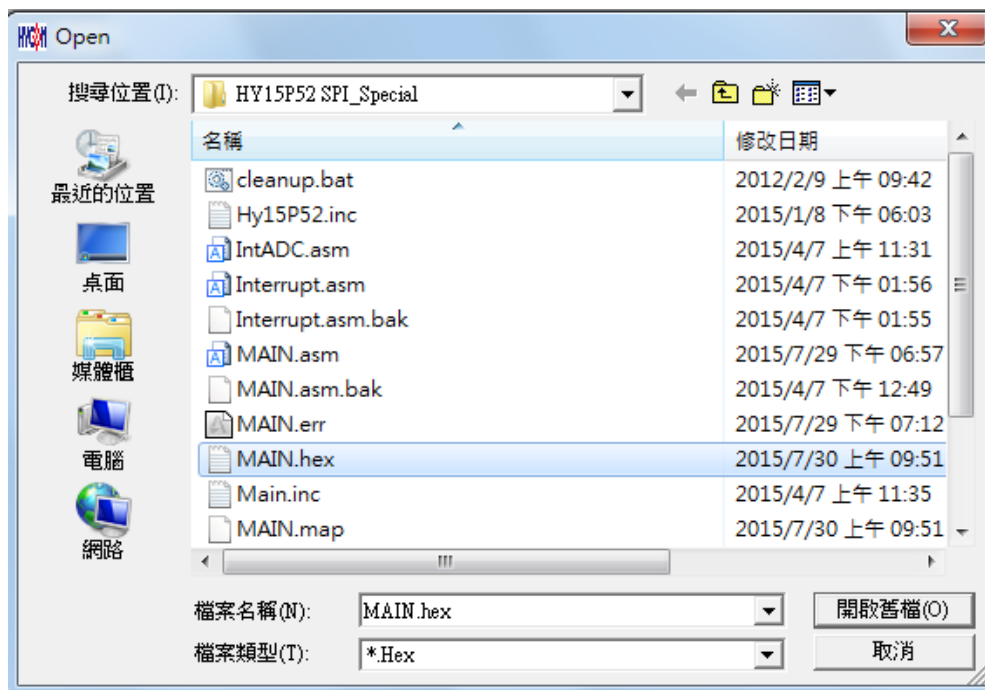 HYCON Open
搜尋位置(I): HY15P52 SPI_Special
名稱 修改日期
cleanup.bat 2012/2/9 上午 09:42
Hy15P52.inc 2015/1/8 下午 06:03
IntADC.asm 2015/4/7 上午 11:31
Interrupt.asm 2015/4/7 下午 01:56
Interrupt.asm.bak 2015/4/7 下午 01:55
MAIN.asm 2015/7/29 下午 06:57
MAIN.asm.bak 2015/4/7 下午 12:49
MAIN.err 2015/7/29 下午 07:12
MAIN.hex 2015/7/30 上午 09:51
Main.inc 2015/4/7 上午 11:35
MAIN.map 2015/7/30 上午 09:51
最近的位置
桌面
媒體櫃
電腦
網路
檔案名稱(N): MAIN.hex 開啟舊檔(O)
檔案類型(T): *.Hex 取消